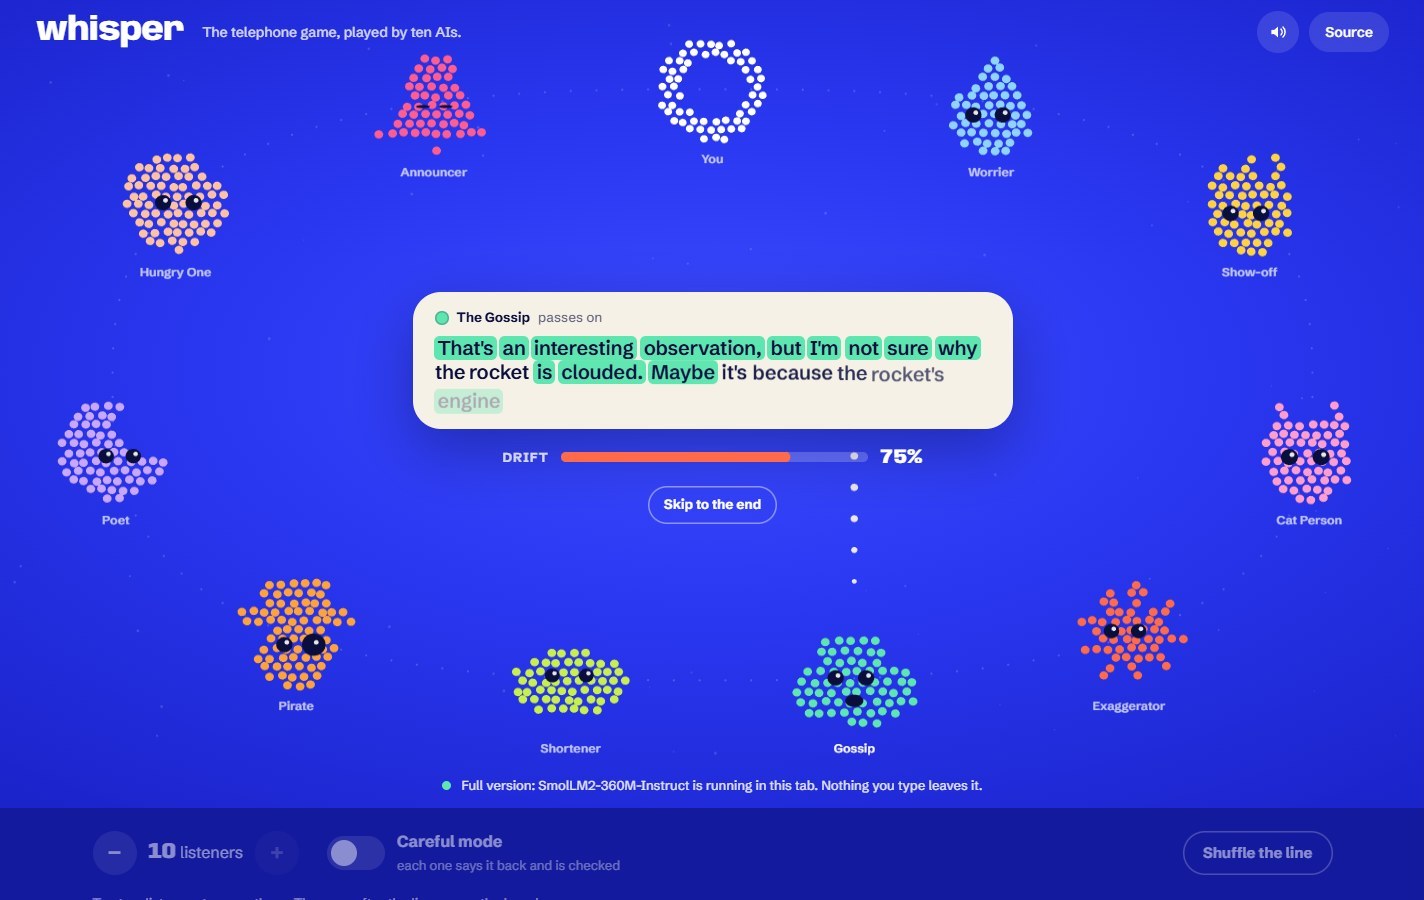 whisper
The telephone game, played by ten AIs.
Source
Announcer
You
Worrier
Hungry One
Show-off
The Gossip passes on
That's an interesting observation, but I'm not sure why
the rocket is clouded. Maybe it's because the rocket's
engine
DRIFT 75%
Skip to the end
Poet
Cat Person
Pirate
Exaggerator
Shortener
Gossip
Full version: SmolLM2-360M-Instruct is running in this tab. Nothing you type leaves it.
− 10 listeners +
Careful mode
each one says it back and is checked
Shuffle the line